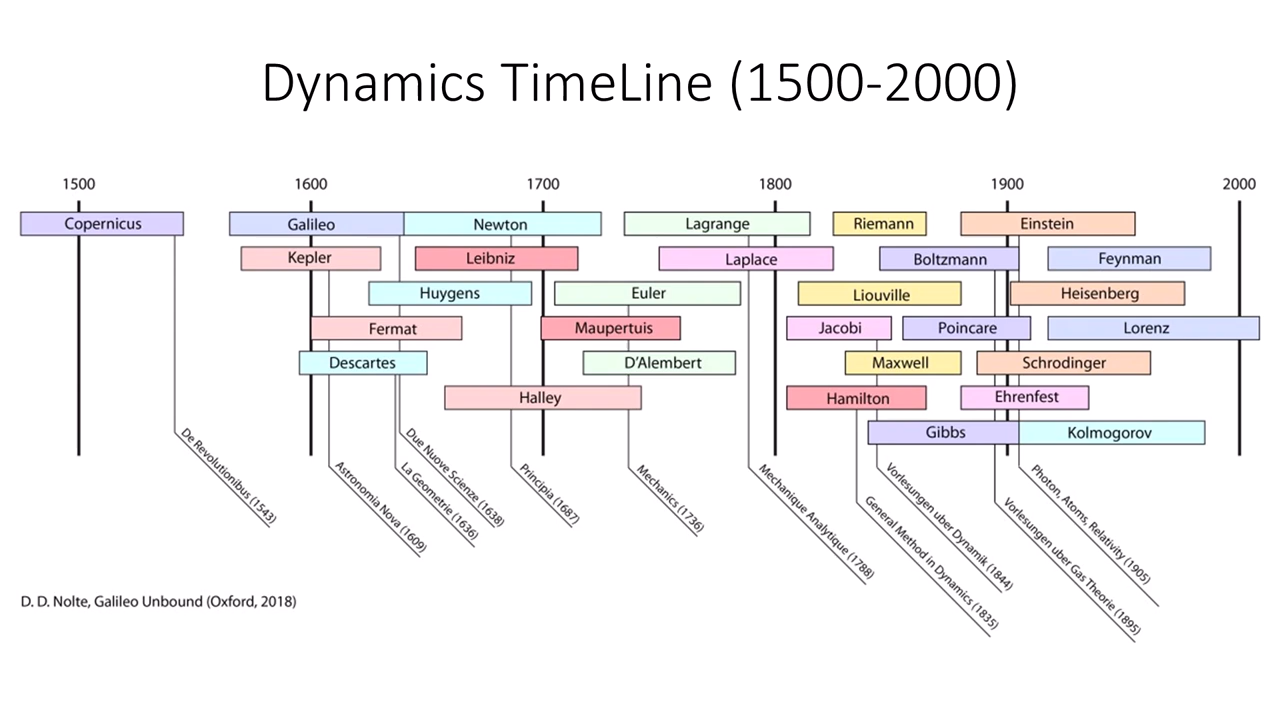 Dynamics TimeLine (1500-2000)
1500 1600 1700 1800 1900 2000
Copernicus Galileo Newton Lagrange Riemann Einstein
Kepler Leibniz Laplace Boltzmann Feynman
Huygens Euler Liouville Heisenberg
Fermat Maupertuis Jacobi Poincare Lorenz
Descartes D'Alembert Maxwell Schrodinger
Halley Hamilton Ehrenfest
Gibbs Kolmogorov
De Revolutionibus (1543)
Astronomia Nova (1609)
La Geometrie (1636)
Due Nuove Scienze (1638)
Principia (1687)
Mechanics (1736)
Mechanique Analytique (1788)
General Method in Dynamics (1835)
Vorlesungen uber Dynamik (1844)
Vorlesungen uber Gas Theorie (1895)
Photon, Atoms, Relativity (1905)
D. D. Nolte, Galileo Unbound (Oxford, 2018)